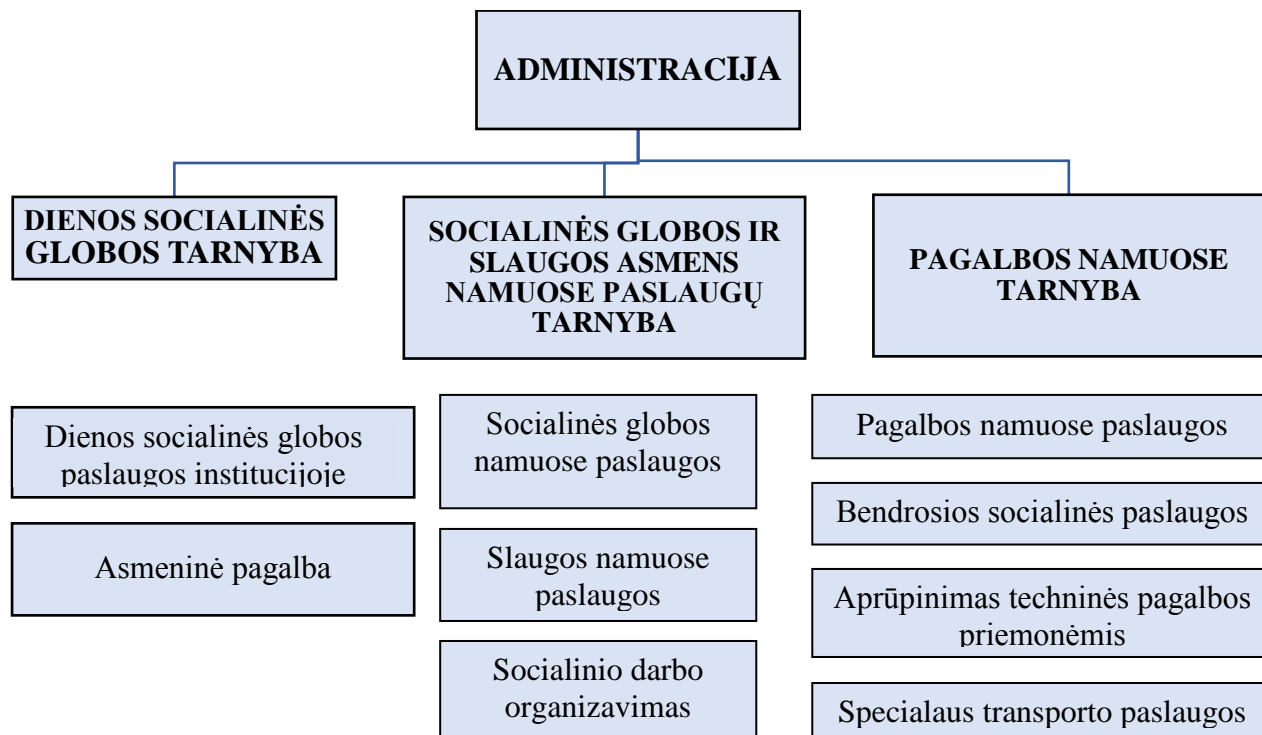 ADMINISTRACIJA
DIENOS SOCIALINĖS
GLOBOS TARNYBA
SOCIALINĖS GLOBOS IR
SLAUGOS ASMENS
NAMUOSE PASLAUGŲ
TARNYBA
PAGALBOS NAMUOSE
TARNYBA
Dienos socialinės globos
paslaugos institucijoje
Asmeninė pagalba
Socialinės globos
namuose paslaugos
Slaugos namuose
paslaugos
Socialinio darbo
organizavimas
Pagalbos namuose paslaugos
Bendrosios socialinės paslaugos
Aprūpinimas techninės pagalbos
priemonėmis
Specialaus transporto paslaugos